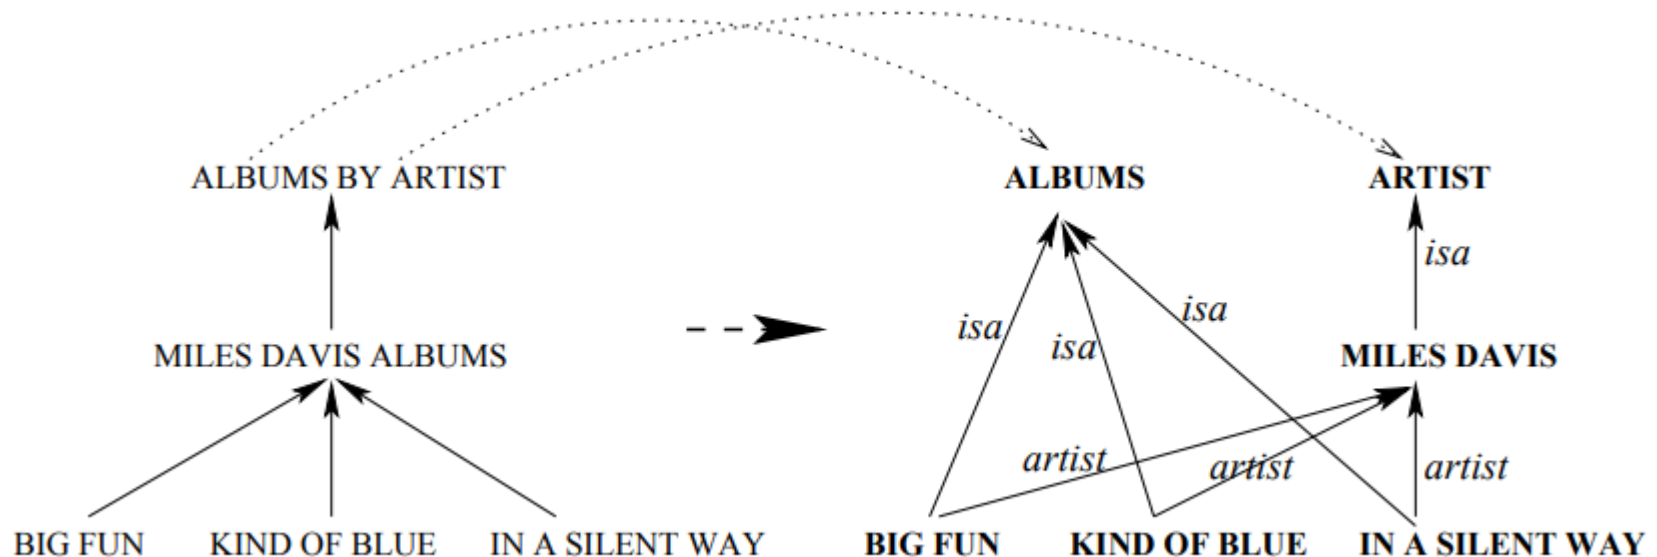 ALBUMS BY ARTIST
ALBUMS
ARTIST
isa
isa
isa
isa
MILES DAVIS ALBUMS
MILES DAVIS
artist
artist
artist
BIG FUN
KIND OF BLUE
IN A SILENT WAY
BIG FUN
KIND OF BLUE
IN A SILENT WAY